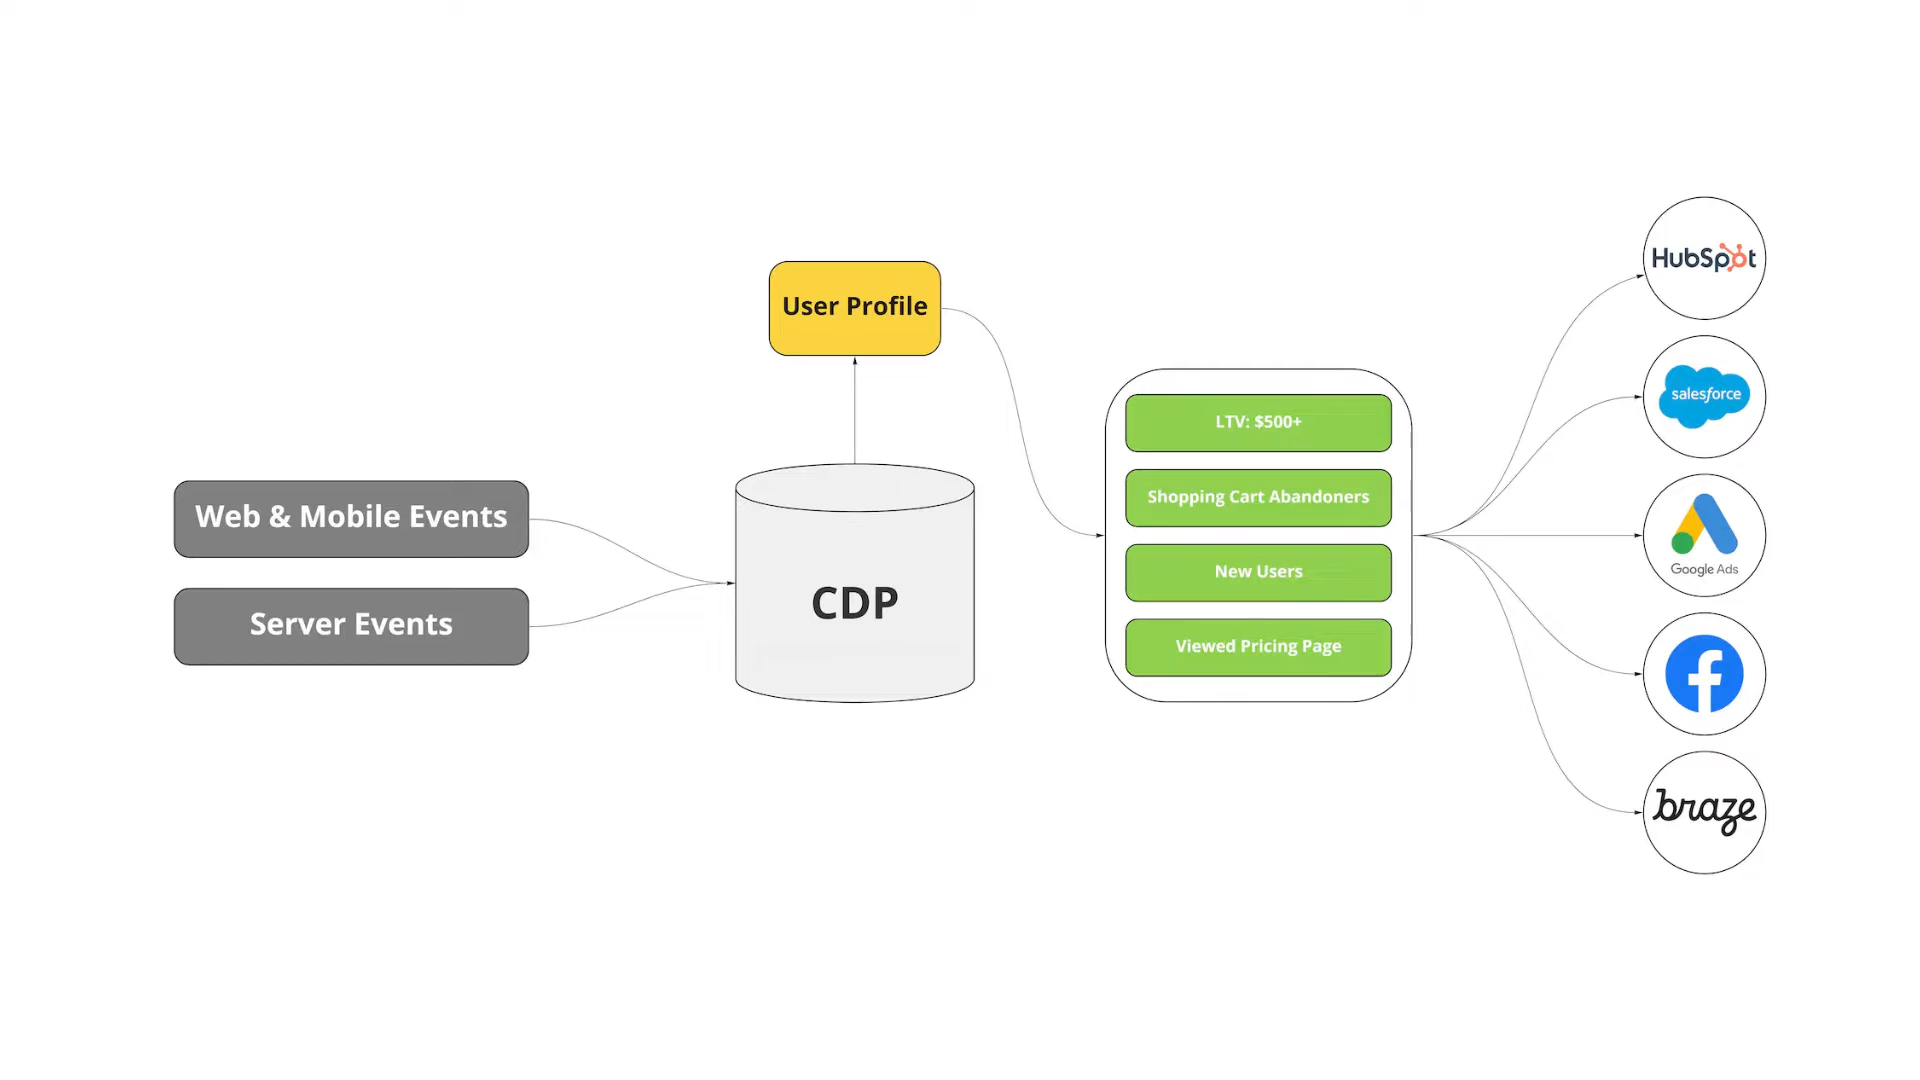 Web & Mobile Events
Server Events
CDP
User Profile
LTV: $500+
Shopping Cart Abandoners
New Users
Viewed Pricing Page
HubSpot
salesforce
Google Ads
braze